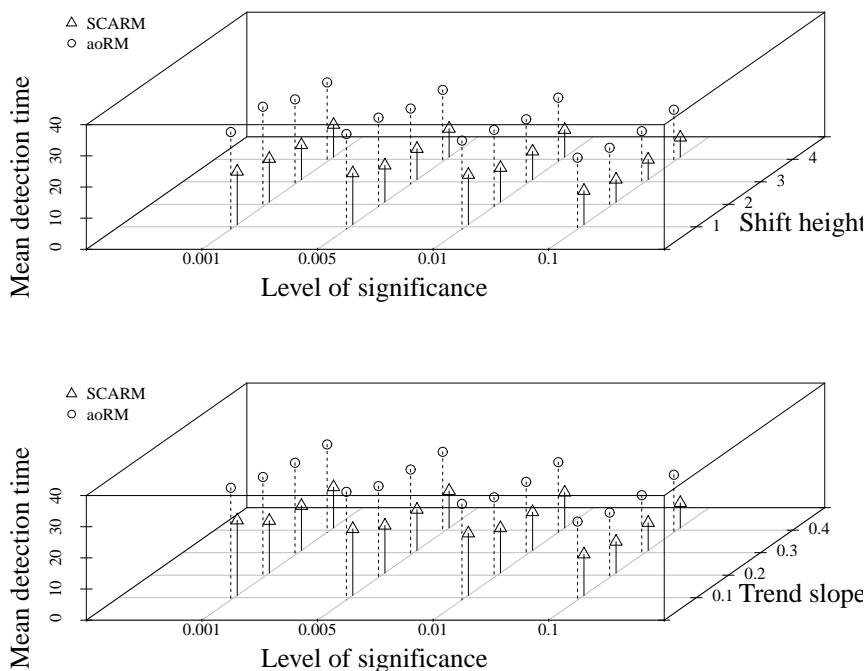 SCARM
aoRM
Mean detection time
40
30
20
10
0
0.001
0.005
0.01
0.1
Level of significance
1
2
3
4
Shift height
SCARM
aoRM
Mean detection time
40
30
20
10
0
0.001
0.005
0.01
0.1
Level of significance
0.1
0.2
0.3
0.4
Trend slope